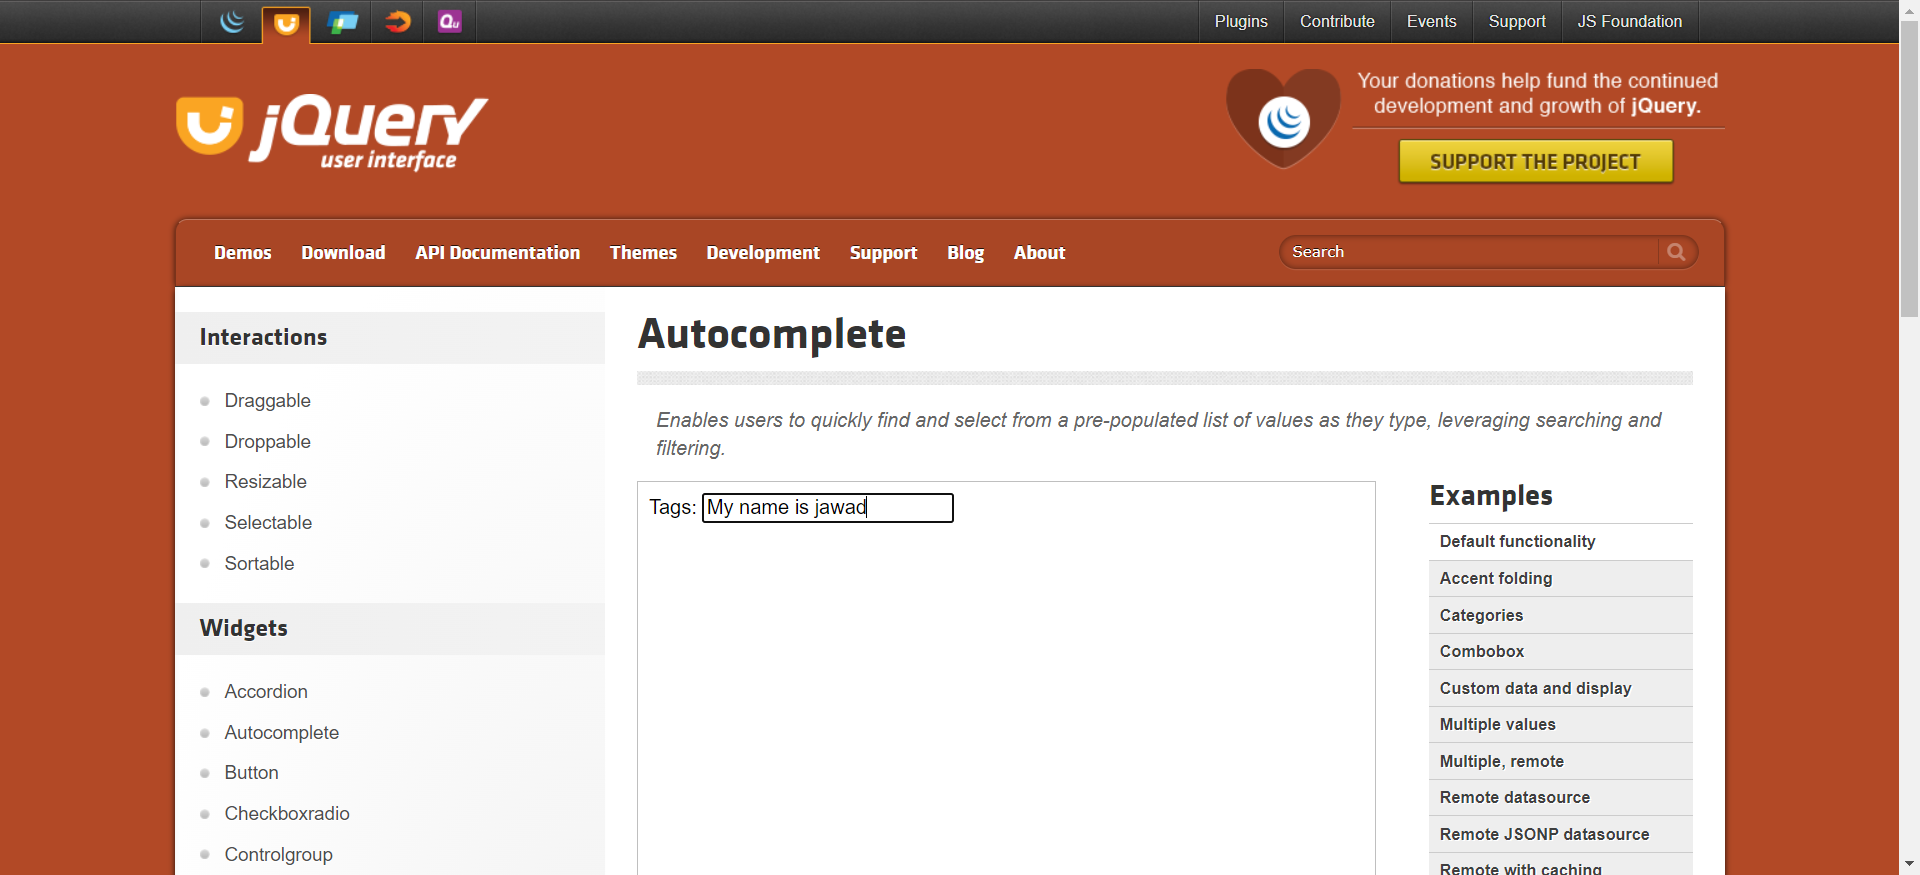 Qu
Plugins
Contribute
Events
Support
JS Foundation
jQuery
user interface
Your donations help fund the continued
development and growth of jQuery.
SUPPORT THE PROJECT
Demos
Download
API Documentation
Themes
Development
Support
Blog
About
Search
Interactions
Draggable
Droppable
Resizable
Selectable
Sortable
Widgets
Accordion
Autocomplete
Button
Checkboxradio
Controlgroup
Autocomplete
Enables users to quickly find and select from a pre-populated list of values as they type, leveraging searching and
filtering.
Tags: My name is jawad
Examples
Default functionality
Accent folding
Categories
Combobox
Custom data and display
Multiple values
Multiple, remote
Remote datasource
Remote JSONP datasource
Remote with caching